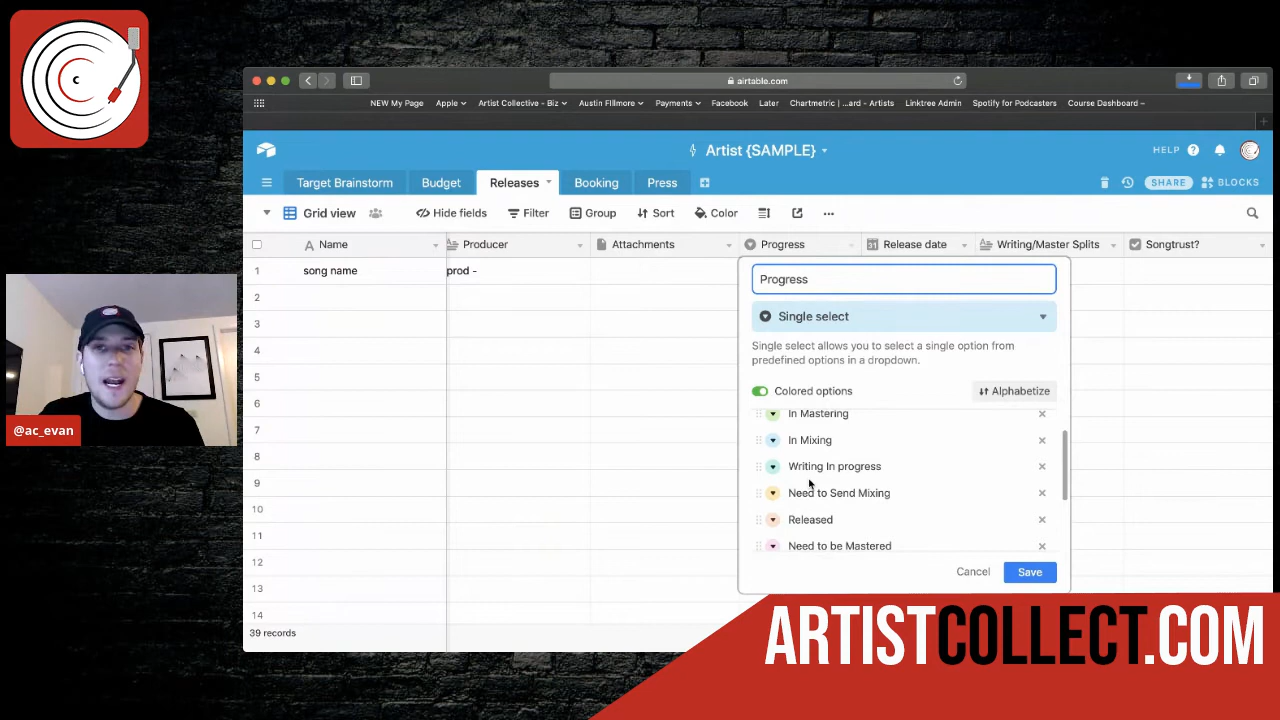 airtable.com
NEW My Page Apple Artist Collective - Biz Austin Fillmore Payments Facebook Later Chartmetric | ...ard - Artists Linktree Admin Spotify for Podcasters Course Dashboard –
Artist {SAMPLE}
HELP
Target Brainstorm Budget Releases Booking Press
SHARE BLOCKS
Grid view Hide fields Filter Group Sort Color
Name Producer Attachments Progress Release date Writing/Master Splits Songtrust?
1 song name prod -
2
3
4
5
6
7
8
9
10
11
12
13
14
39 records
Progress
Single select
Single select allows you to select a single option from
predefined options in a dropdown.
Colored options Alphabetize
In Mastering
In Mixing
Writing In progress
Need to Send Mixing
Released
Need to be Mastered
Cancel Save
@ac_evan
ARTISTCOLLECT.COM